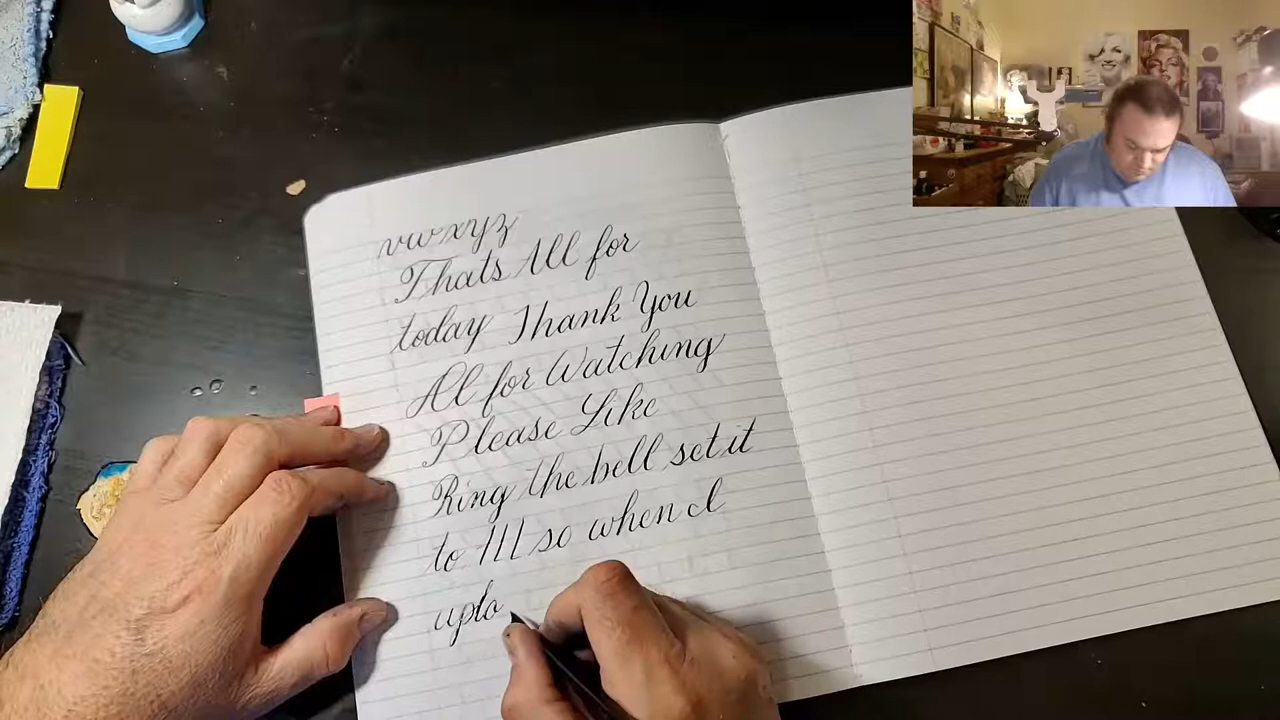 vwxyz
Thats All for
today Thank You
All for Watching
Please Like
Ring the bell set it
to All so when I
uplo